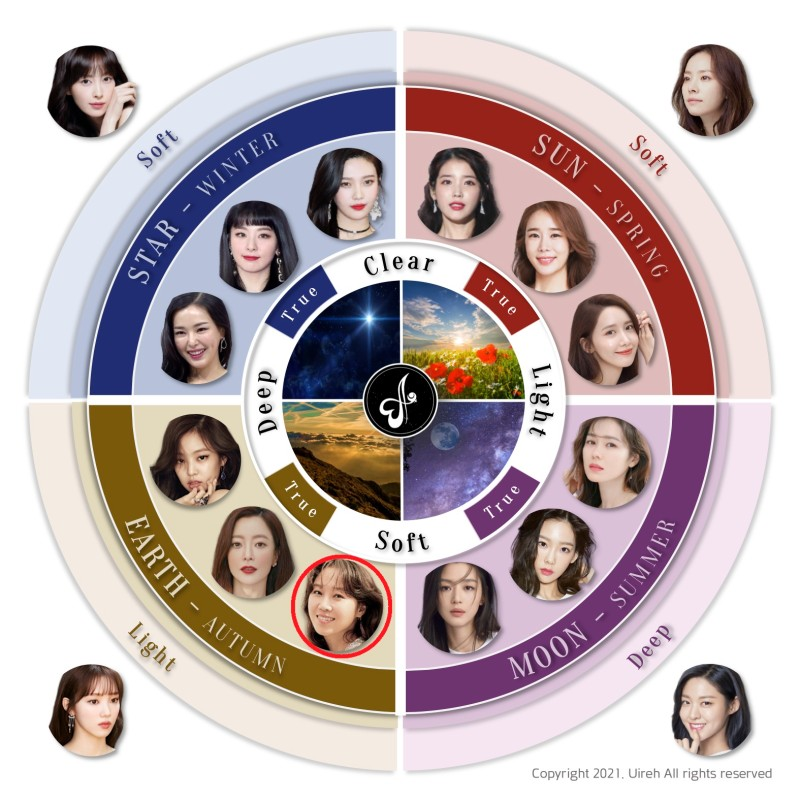 Soft
STAR - WINTER
SUN - SPRING
Soft
Clear
True
True
Deep
Light
True
True
Soft
EARTH - AUTUMN
MOON - SUMMER
Light
Deep
Copyright 2021. Uireh All rights reserved